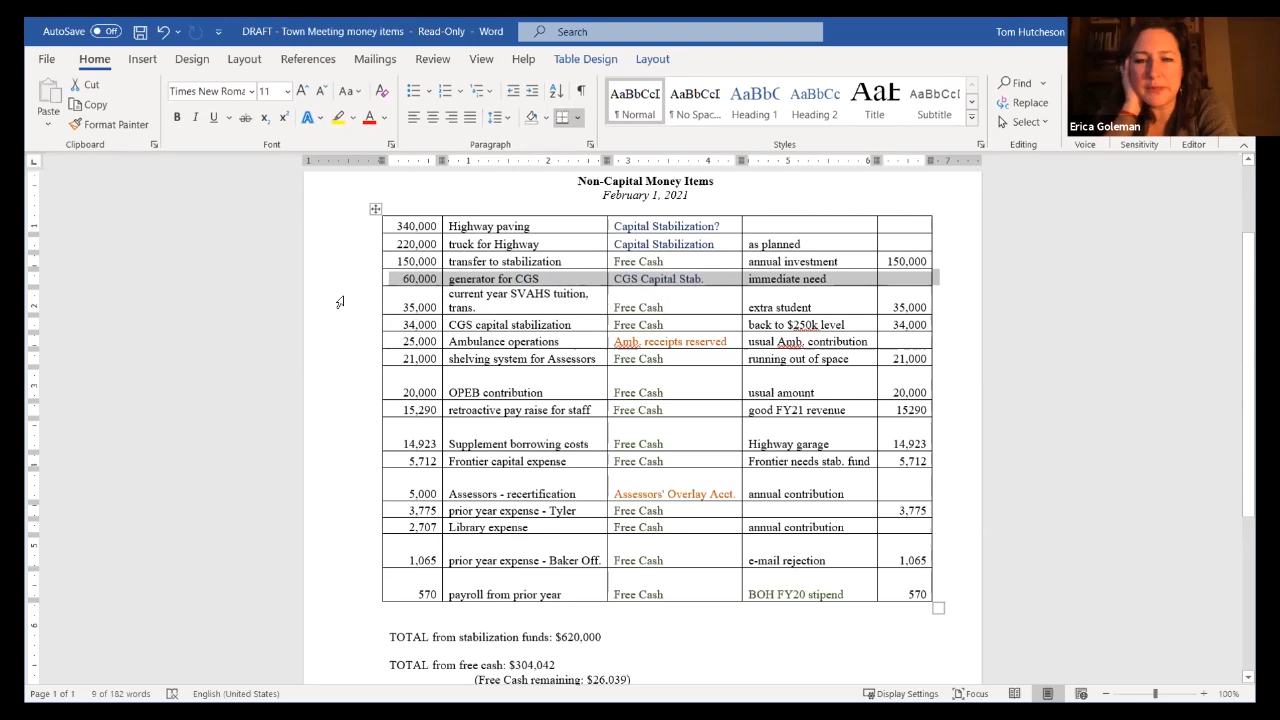 AutoSave Off DRAFT - Town Meeting money items - Read-Only - Word Search Tom Hutcheson
File Home Insert Design Layout References Mailings Review View Help Table Design Layout
Paste Cut Copy Format Painter
Times New Roma 11
AaBbCcI AaBbCcI AaBbC( AaBbCc AaB AaBbCcI
¶ Normal ¶ No Spac... Heading 1 Heading 2 Title Subtitle
Find Replace Select
Erica Goleman
Clipboard Font Paragraph Styles Editing Voice Sensitivity Editor
1 1 2 3 4 5 6 7
Non-Capital Money Items
February 1, 2021
340,000 Highway paving Capital Stabilization?
220,000 truck for Highway Capital Stabilization as planned
150,000 transfer to stabilization Free Cash annual investment 150,000
60,000 generator for CGS CGS Capital Stab. immediate need
current year SVAHS tuition,
35,000 trans. Free Cash extra student 35,000
34,000 CGS capital stabilization Free Cash back to $250k level 34,000
25,000 Ambulance operations Amb. receipts reserved usual Amb. contribution
21,000 shelving system for Assessors Free Cash running out of space 21,000
20,000 OPEB contribution Free Cash usual amount 20,000
15,290 retroactive pay raise for staff Free Cash good FY21 revenue 15290
14,923 Supplement borrowing costs Free Cash Highway garage 14,923
5,712 Frontier capital expense Free Cash Frontier needs stab. fund 5,712
5,000 Assessors - recertification Assessors' Overlay Acct. annual contribution
3,775 prior year expense - Tyler Free Cash 3,775
2,707 Library expense Free Cash annual contribution
1,065 prior year expense - Baker Off. Free Cash e-mail rejection 1,065
570 payroll from prior year Free Cash BOH FY20 stipend 570
TOTAL from stabilization funds: $620,000
TOTAL from free cash: $304,042
(Free Cash remaining: $26,039)
Page 1 of 1 9 of 182 words English (United States) Display Settings Focus 100%